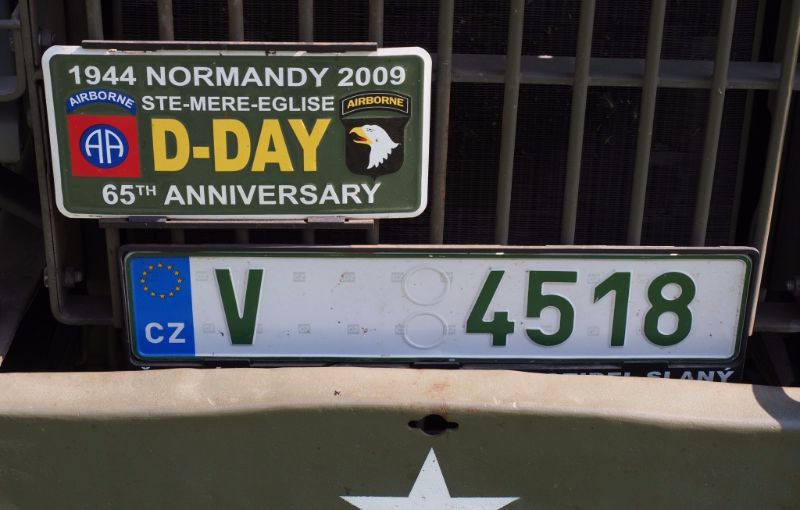 1944 NORMANDY 2009
AIRBORNE STE-MERE-EGLISE AIRBORNE
AA D-DAY
65TH ANNIVERSARY
CZ V 4518
SLANÝ